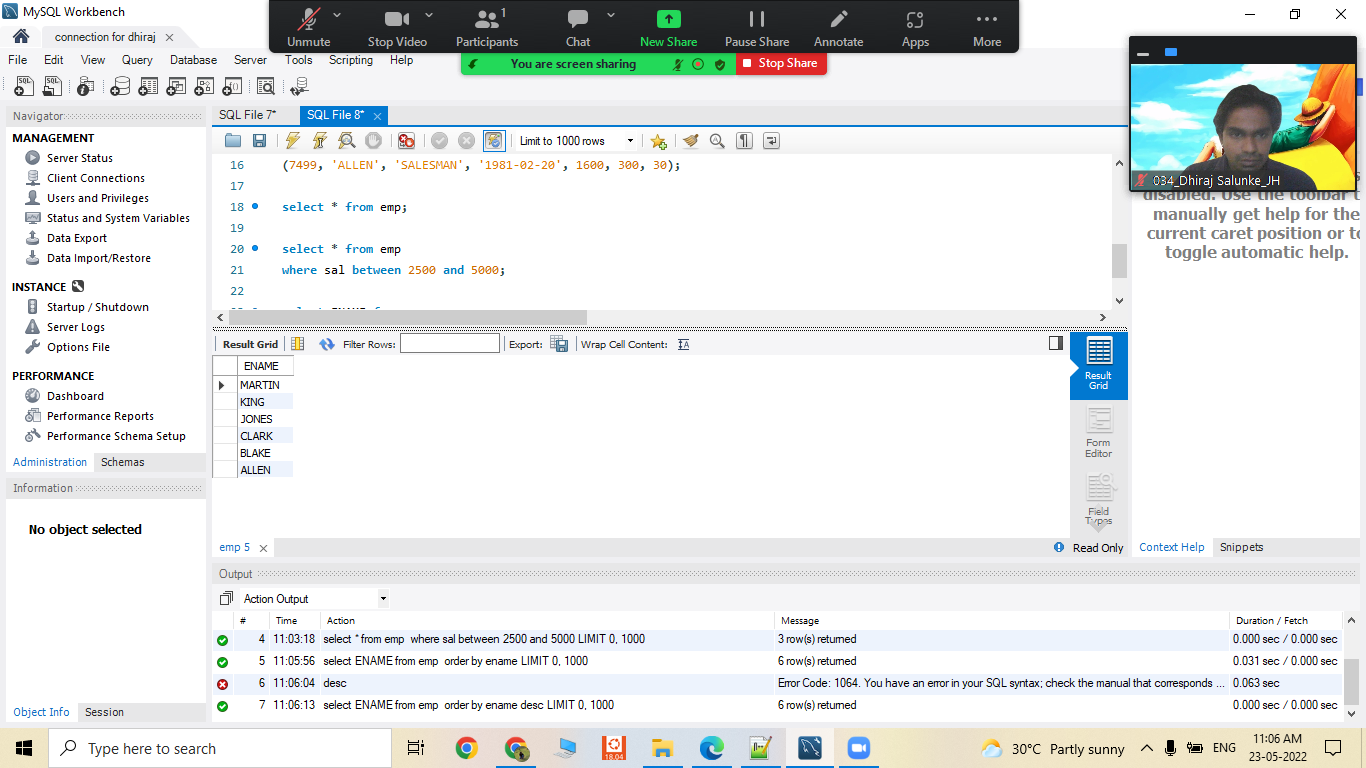 MySQL Workbench
connection for dhiraj
Unmute
Stop Video
1
Participants
Chat
New Share
Pause Share
Annotate
Apps
More
You are screen sharing
Stop Share
File Edit View Query Database Server Tools Scripting Help
034_Dhiraj Salunke_JH
Navigator
MANAGEMENT
Server Status
Client Connections
Users and Privileges
Status and System Variables
Data Export
Data Import/Restore
INSTANCE
Startup / Shutdown
Server Logs
Options File
PERFORMANCE
Dashboard
Performance Reports
Performance Schema Setup
Administration Schemas
Information
No object selected
Object Info Session
SQL File 7* SQL File 8*
Limit to 1000 rows
16 (7499, 'ALLEN', 'SALESMAN', '1981-02-20', 1600, 300, 30);
17
18 select * from emp;
19
20 select * from emp
21 where sal between 2500 and 5000;
22
Result Grid Filter Rows: Export: Wrap Cell Content:
ENAME
MARTIN
KING
JONES
CLARK
BLAKE
ALLEN
Result
Grid
Form
Editor
Field
Types
emp 5
Read Only
disabled. Use the toolbar
manually get help for the
current caret position or to
toggle automatic help.
Context Help Snippets
Output
Action Output
# Time Action Message Duration / Fetch
4 11:03:18 select * from emp where sal between 2500 and 5000 LIMIT 0, 1000 3 row(s) returned 0.000 sec / 0.000 sec
5 11:05:56 select ENAME from emp order by ename LIMIT 0, 1000 6 row(s) returned 0.031 sec / 0.000 sec
6 11:06:04 desc Error Code: 1064. You have an error in your SQL syntax; check the manual that corresponds ... 0.063 sec
7 11:06:13 select ENAME from emp order by ename desc LIMIT 0, 1000 6 row(s) returned 0.000 sec / 0.000 sec
Type here to search
18.04
30°C Partly sunny
ENG
11:06 AM
23-05-2022